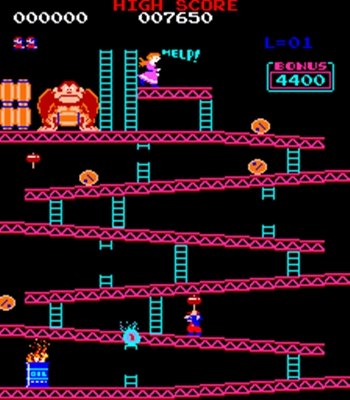 HIGH SCORE
000000 007650
HELP!
L=01
BONUS
4400
OIL